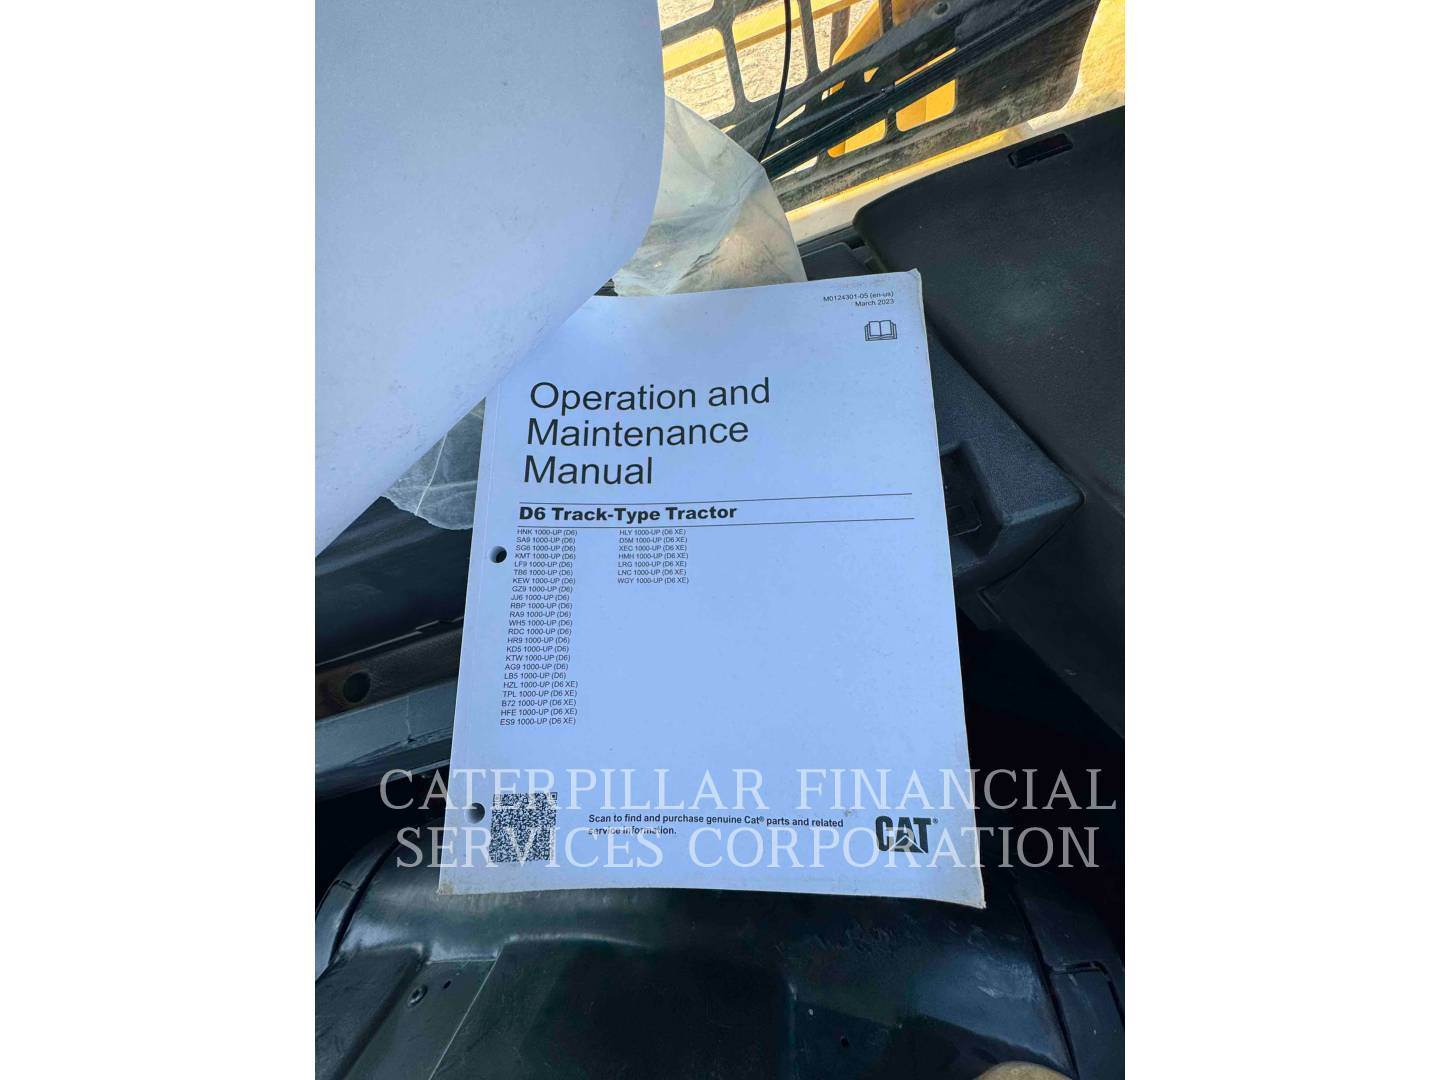 M0124301-05 (en-us)
March 2023
Operation and
Maintenance
Manual
D6 Track-Type Tractor
HNK 1000-UP (D6)
SA9 1000-UP (D6)
SG6 1000-UP (D6)
KMT 1000-UP (D6)
LF9 1000-UP (D6)
TB6 1000-UP (D6)
KEW 1000-UP (D6)
GZ9 1000-UP (D6)
JJ6 1000-UP (D6)
RBP 1000-UP (D6)
RA9 1000-UP (D6)
WH5 1000-UP (D6)
RDC 1000-UP (D6)
HR9 1000-UP (D6)
KD5 1000-UP (D6)
KTW 1000-UP (D6)
AG9 1000-UP (D6)
LB5 1000-UP (D6)
HZL 1000-UP (D6 XE)
TPL 1000-UP (D6 XE)
B72 1000-UP (D6 XE)
HFE 1000-UP (D6 XE)
ES9 1000-UP (D6 XE)
HLY 1000-UP (D6 XE)
D5M 1000-UP (D6 XE)
XEC 1000-UP (D6 XE)
HMH 1000-UP (D6 XE)
LRG 1000-UP (D6 XE)
LNC 1000-UP (D6 XE)
WGY 1000-UP (D6 XE)
CATERPILLAR FINANCIAL
SERVICES CORPORATION
Scan to find and purchase genuine Cat® parts and related
service information.
CAT®